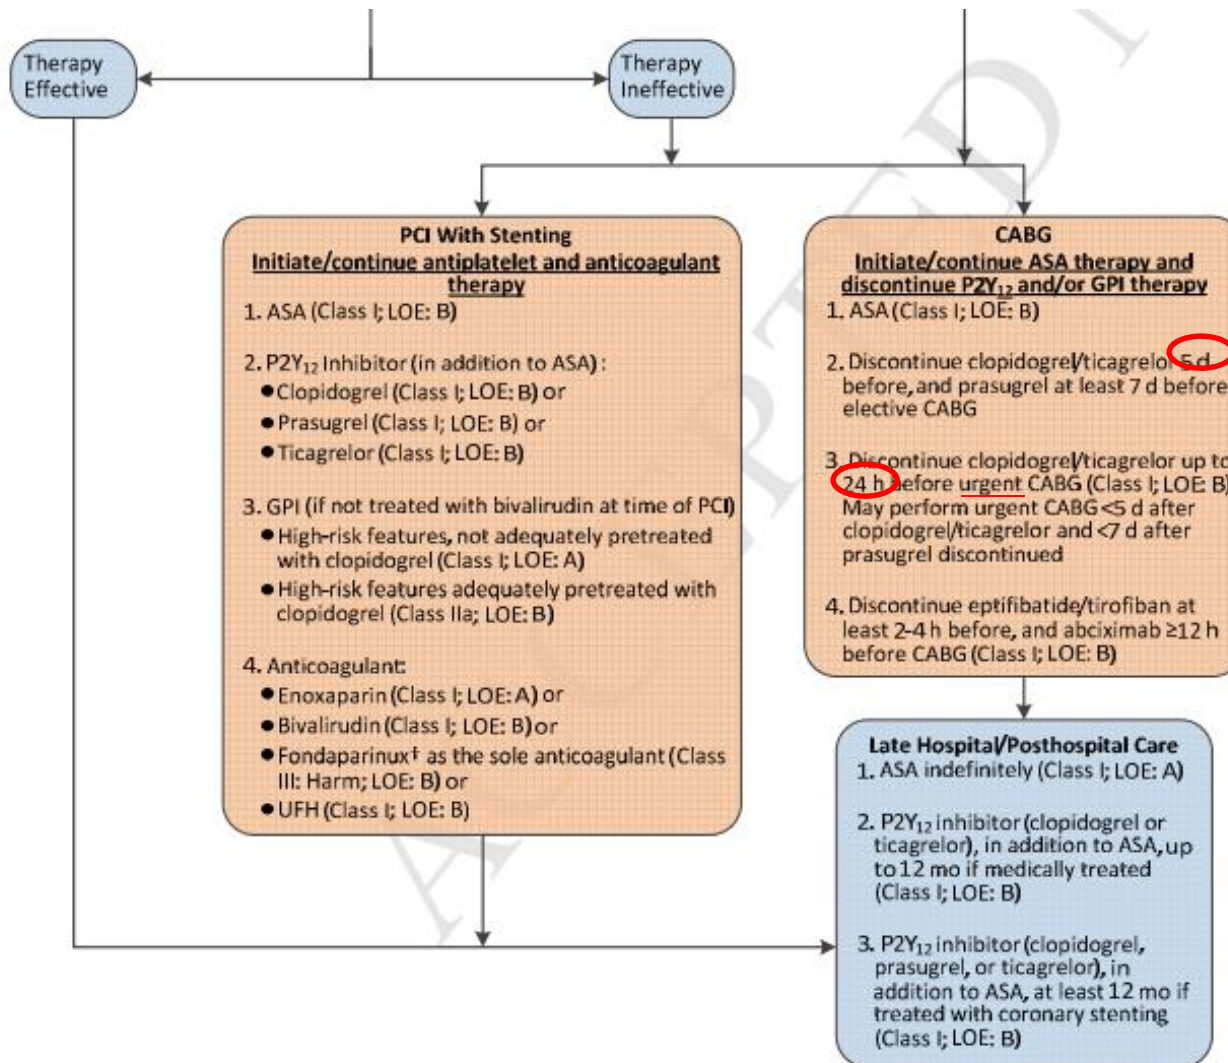 Therapy
Effective
Therapy
Ineffective
PCI With Stenting
Initiate/continue antiplatelet and anticoagulant
therapy
1. ASA (Class I; LOE: B)
2. P2Y₁₂ Inhibitor (in addition to ASA) :
● Clopidogrel (Class I; LOE: B) or
● Prasugrel (Class I; LOE: B) or
● Ticagrelor (Class I; LOE: B)
3. GPI (if not treated with bivalirudin at time of PCI)
● High-risk features, not adequately pretreated
with clopidogrel (Class I; LOE: A)
● High-risk features adequately pretreated with
clopidogrel (Class IIa; LOE: B)
4. Anticoagulant:
● Enoxaparin (Class I; LOE: A) or
● Bivalirudin (Class I; LOE: B) or
● Fondaparinux† as the sole anticoagulant (Class
III: Harm; LOE: B) or
● UFH (Class I; LOE: B)
CABG
Initiate/continue ASA therapy and
discontinue P2Y₁₂ and/or GPI therapy
1. ASA (Class I; LOE: B)
2. Discontinue clopidogrel/ticagrelor 5 d
before, and prasugrel at least 7 d before
elective CABG
3. Discontinue clopidogrel/ticagrelor up to
24 h before urgent CABG (Class I; LOE: B)
May perform urgent CABG <5 d after
clopidogrel/ticagrelor and <7 d after
prasugrel discontinued
4. Discontinue eptifibatide/tirofiban at
least 2-4 h before, and abciximab ≥12 h
before CABG (Class I; LOE: B)
Late Hospital/Posthospital Care
1. ASA indefinitely (Class I; LOE: A)
2. P2Y₁₂ inhibitor (clopidogrel or
ticagrelor), in addition to ASA, up
to 12 mo if medically treated
(Class I; LOE: B)
3. P2Y₁₂ inhibitor (clopidogrel,
prasugrel, or ticagrelor), in
addition to ASA, at least 12 mo if
treated with coronary stenting
(Class I; LOE: B)